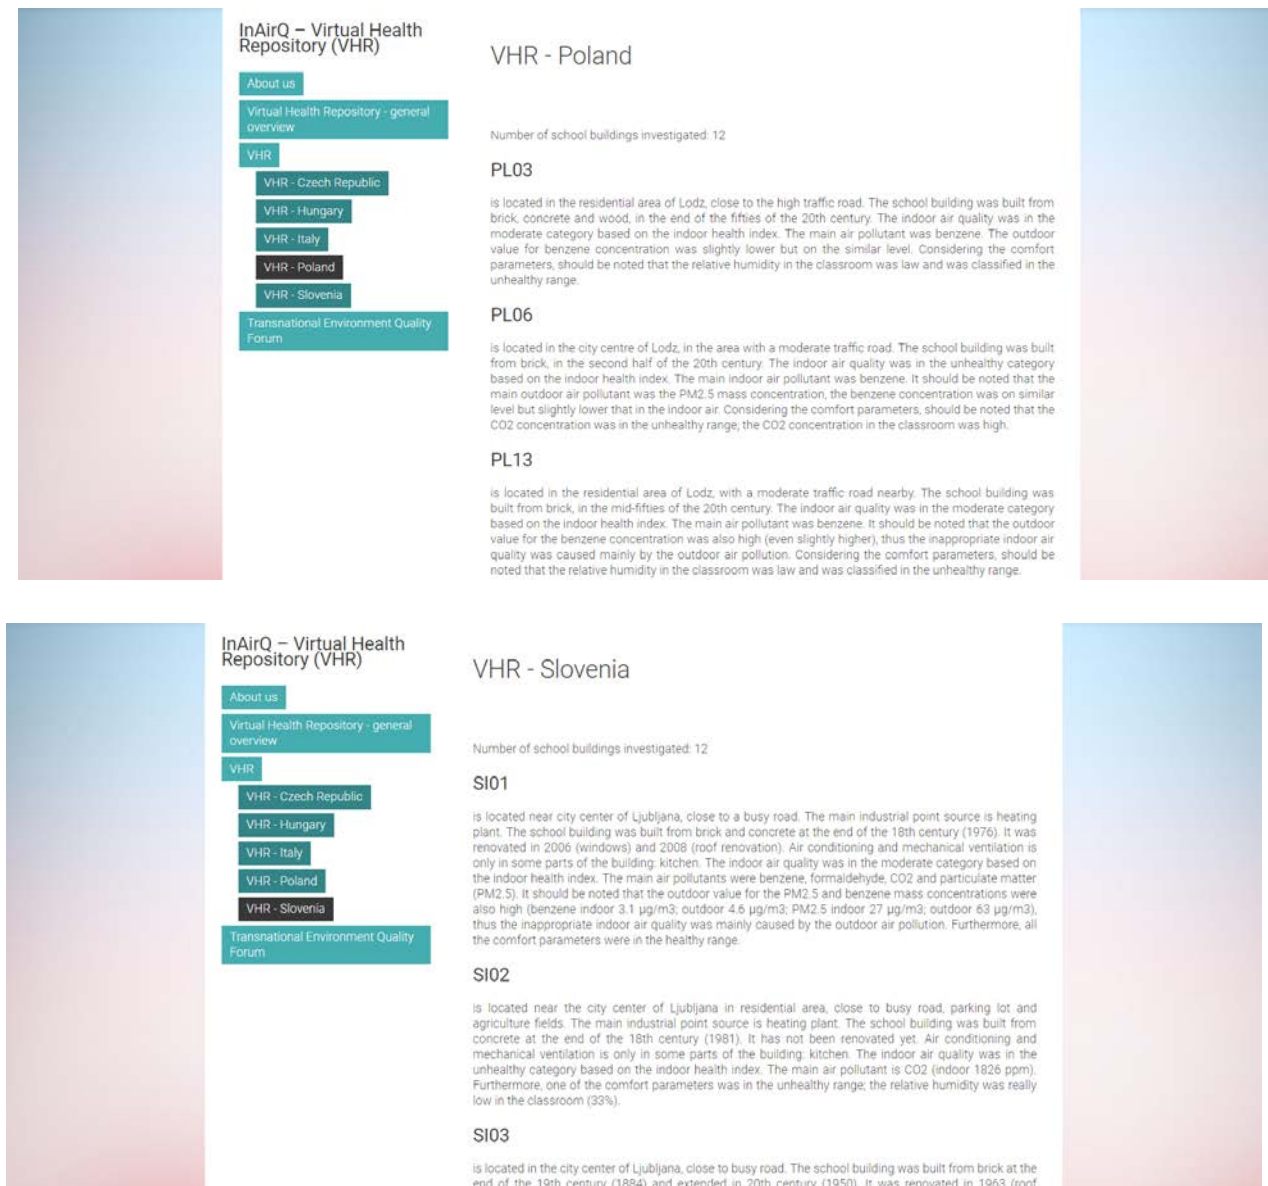 InAirQ – Virtual Health
Repository (VHR)
About us
Virtual Health Repository - general
overview
VHR
VHR - Czech Republic
VHR - Hungary
VHR - Italy
VHR - Poland
VHR - Slovenia
Transnational Environment Quality
Forum
VHR - Poland
Number of school buildings investigated: 12
PL03
is located in the residential area of Lodz, close to the high traffic road. The school building was built from
brick, concrete and wood, in the end of the fifties of the 20th century. The indoor air quality was in the
moderate category based on the indoor health index. The main air pollutant was benzene. The outdoor
value for benzene concentration was slightly lower but on the similar level. Considering the comfort
parameters, should be noted that the relative humidity in the classroom was law and was classified in the
unhealthy range.
PL06
is located in the city centre of Lodz, in the area with a moderate traffic road. The school building was built
from brick, in the second half of the 20th century. The indoor air quality was in the unhealthy category
based on the indoor health index. The main indoor air pollutant was benzene. It should be noted that the
main outdoor air pollutant was the PM2.5 mass concentration, the benzene concentration was on similar
level but slightly lower that in the indoor air. Considering the comfort parameters, should be noted that the
CO2 concentration was in the unhealthy range; the CO2 concentration in the classroom was high.
PL13
is located in the residential area of Lodz, with a moderate traffic road nearby. The school building was
built from brick, in the mid-fifties of the 20th century. The indoor air quality was in the moderate category
based on the indoor health index. The main air pollutant was benzene. It should be noted that the outdoor
value for the benzene concentration was also high (even slightly higher), thus the inappropriate indoor air
quality was caused mainly by the outdoor air pollution. Considering the comfort parameters, should be
noted that the relative humidity in the classroom was law and was classified in the unhealthy range.
InAirQ – Virtual Health
Repository (VHR)
About us
Virtual Health Repository - general
overview
VHR
VHR - Czech Republic
VHR - Hungary
VHR - Italy
VHR - Poland
VHR - Slovenia
Transnational Environment Quality
Forum
VHR - Slovenia
Number of school buildings investigated: 12
SI01
is located near city center of Ljubljana, close to a busy road. The main industrial point source is heating
plant. The school building was built from brick and concrete at the end of the 18th century (1976). It was
renovated in 2006 (windows) and 2008 (roof renovation). Air conditioning and mechanical ventilation is
only in some parts of the building: kitchen. The indoor air quality was in the moderate category based on
the indoor health index. The main air pollutants were benzene, formaldehyde, CO2 and particulate matter
(PM2.5). It should be noted that the outdoor value for the PM2.5 and benzene mass concentrations were
also high (benzene indoor 3.1 µg/m3; outdoor 4.6 µg/m3; PM2.5 indoor 27 µg/m3; outdoor 63 µg/m3),
thus the inappropriate indoor air quality was mainly caused by the outdoor air pollution. Furthermore, all
the comfort parameters were in the healthy range.
SI02
is located near the city center of Ljubljana in residential area, close to busy road, parking lot and
agriculture fields. The main industrial point source is heating plant. The school building was built from
concrete at the end of the 18th century (1981). It has not been renovated yet. Air conditioning and
mechanical ventilation is only in some parts of the building: kitchen. The indoor air quality was in the
unhealthy category based on the indoor health index. The main air pollutant is CO2 (indoor 1826 ppm).
Furthermore, one of the comfort parameters was in the unhealthy range; the relative humidity was really
low in the classroom (33%).
SI03
is located in the city center of Ljubljana, close to busy road. The school building was built from brick at the
end of the 19th century (1884) and extended in 20th century (1950). It was renovated in 1963 (roof